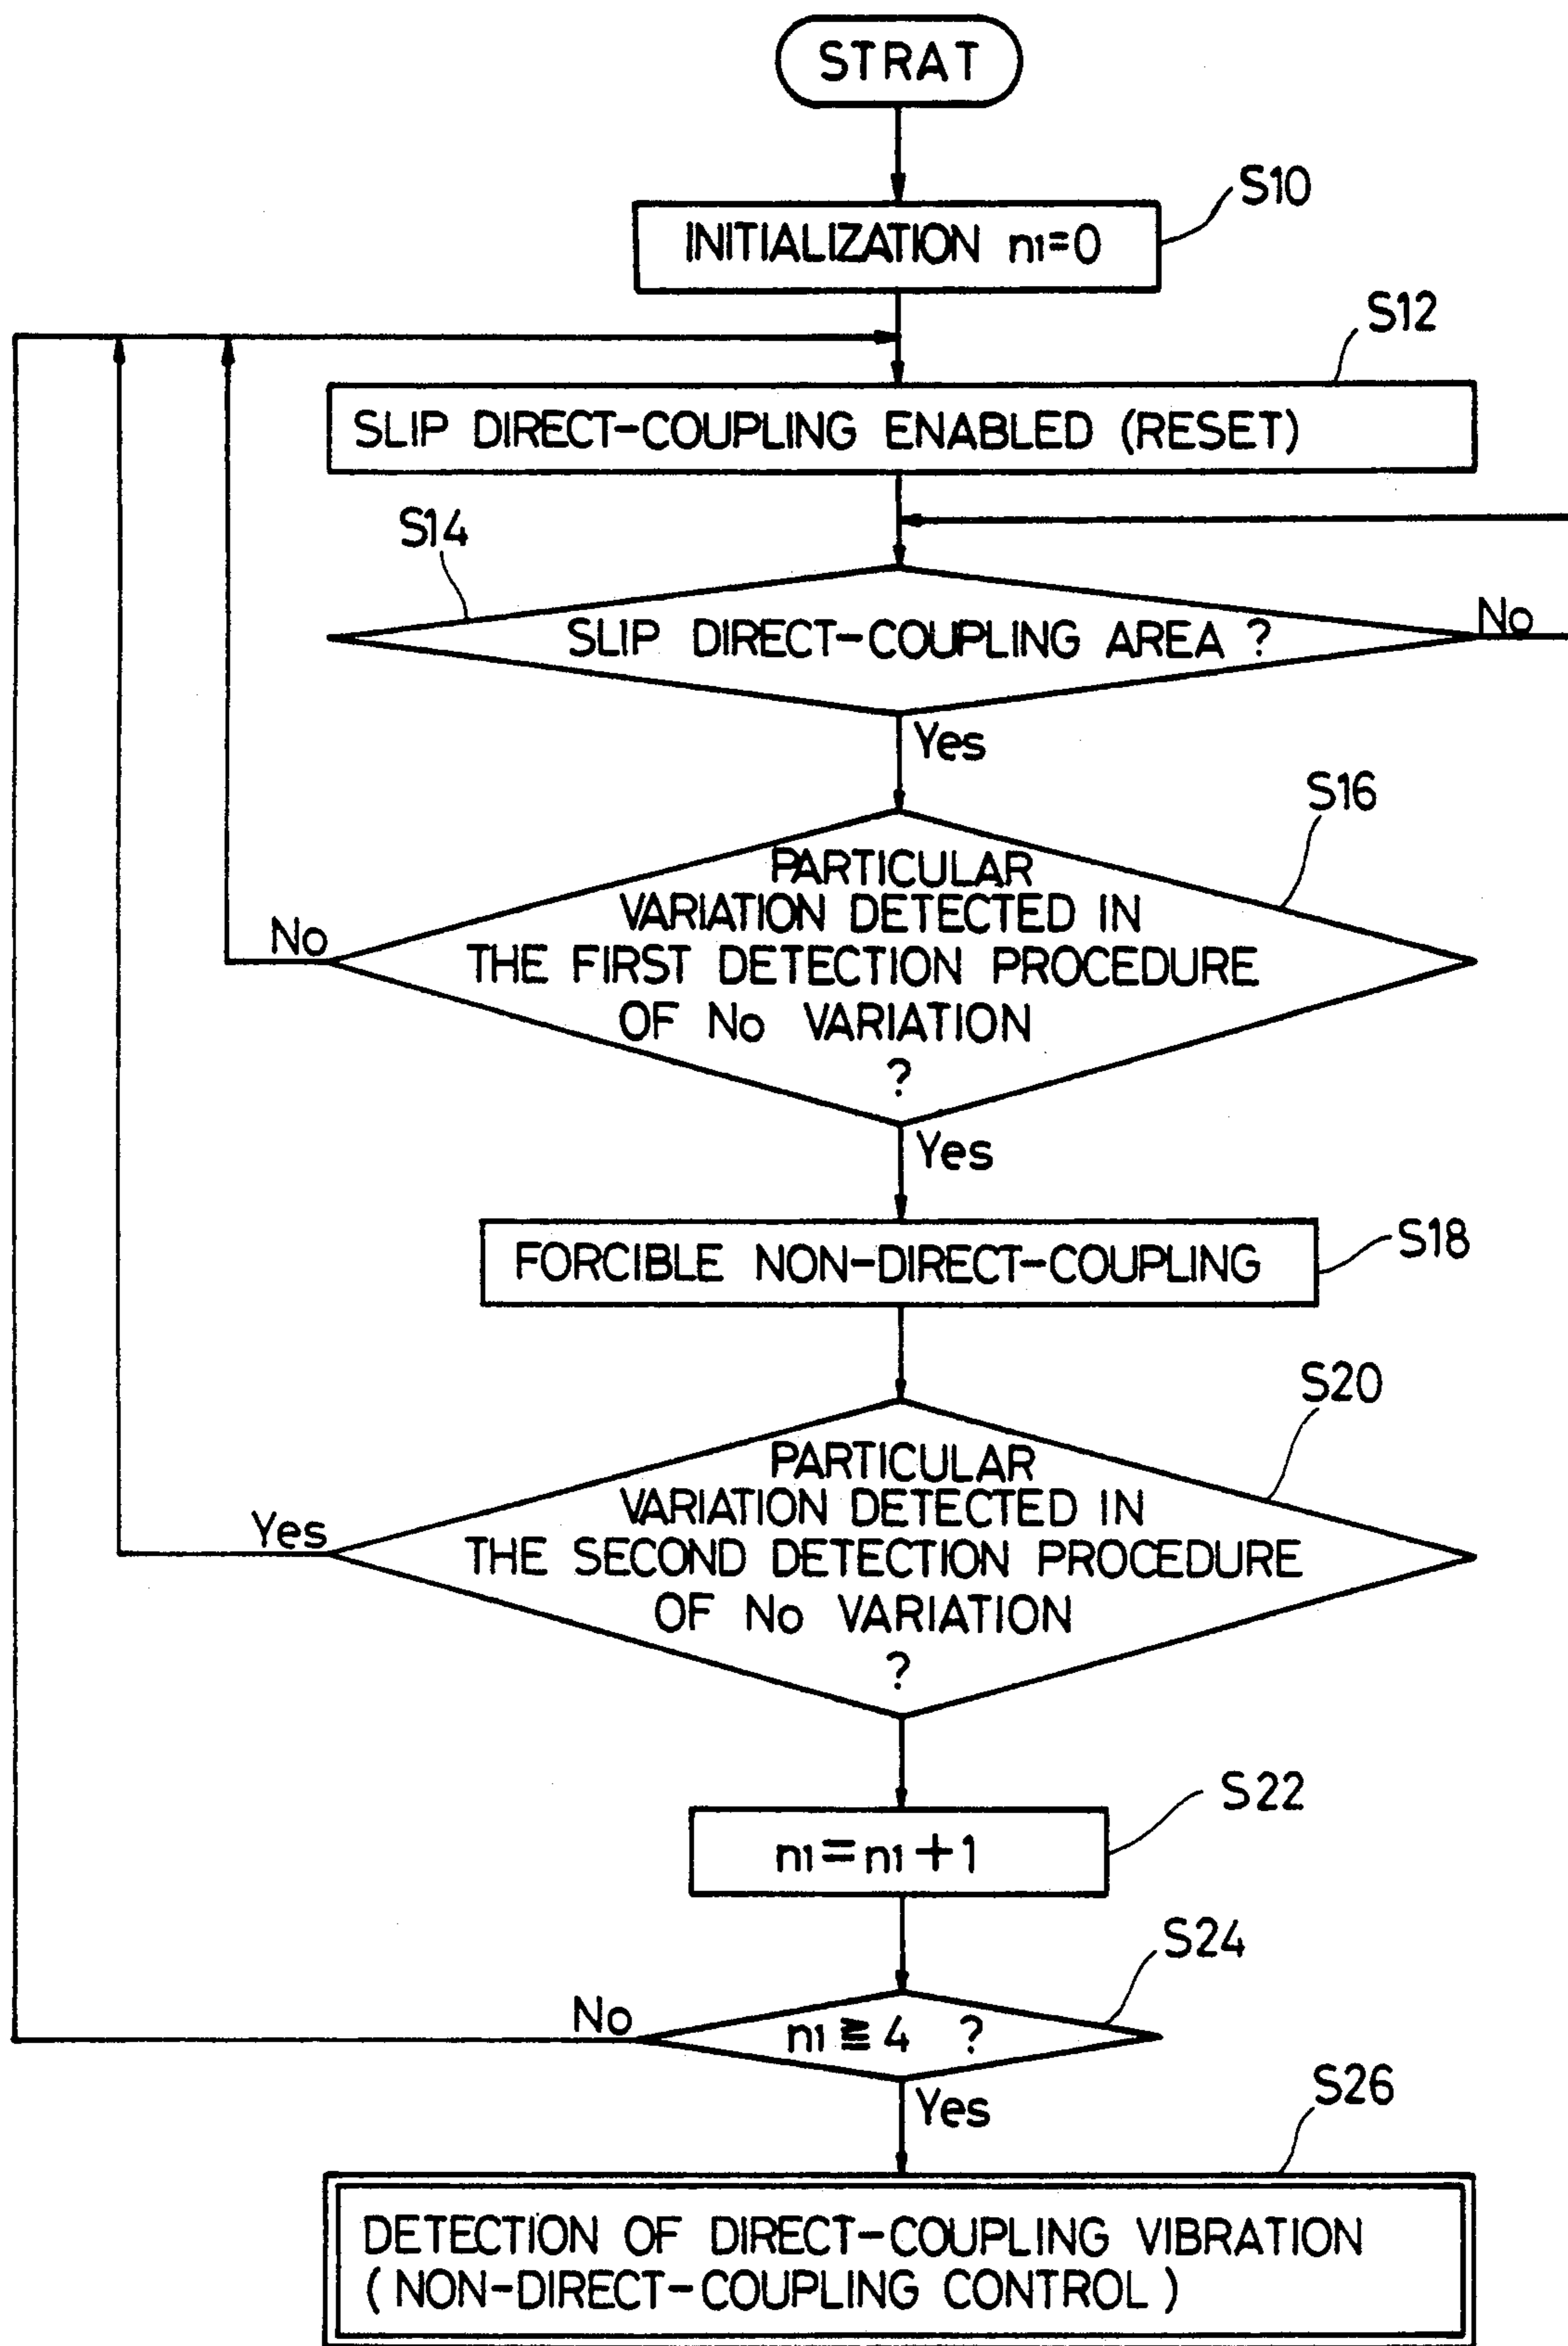 STRAT
S10
INITIALIZATION n1=0
S12
SLIP DIRECT-COUPLING ENABLED (RESET)
S14
SLIP DIRECT-COUPLING AREA ?
No
Yes
S16
PARTICULAR
VARIATION DETECTED IN
THE FIRST DETECTION PROCEDURE
OF No VARIATION
?
No
Yes
FORCIBLE NON-DIRECT-COUPLING
S18
S20
PARTICULAR
VARIATION DETECTED IN
THE SECOND DETECTION PROCEDURE
OF No VARIATION
?
Yes
S22
n1=n1+1
S24
No
n1≧4 ?
Yes
S26
DETECTION OF DIRECT-COUPLING VIBRATION
(NON-DIRECT-COUPLING CONTROL)